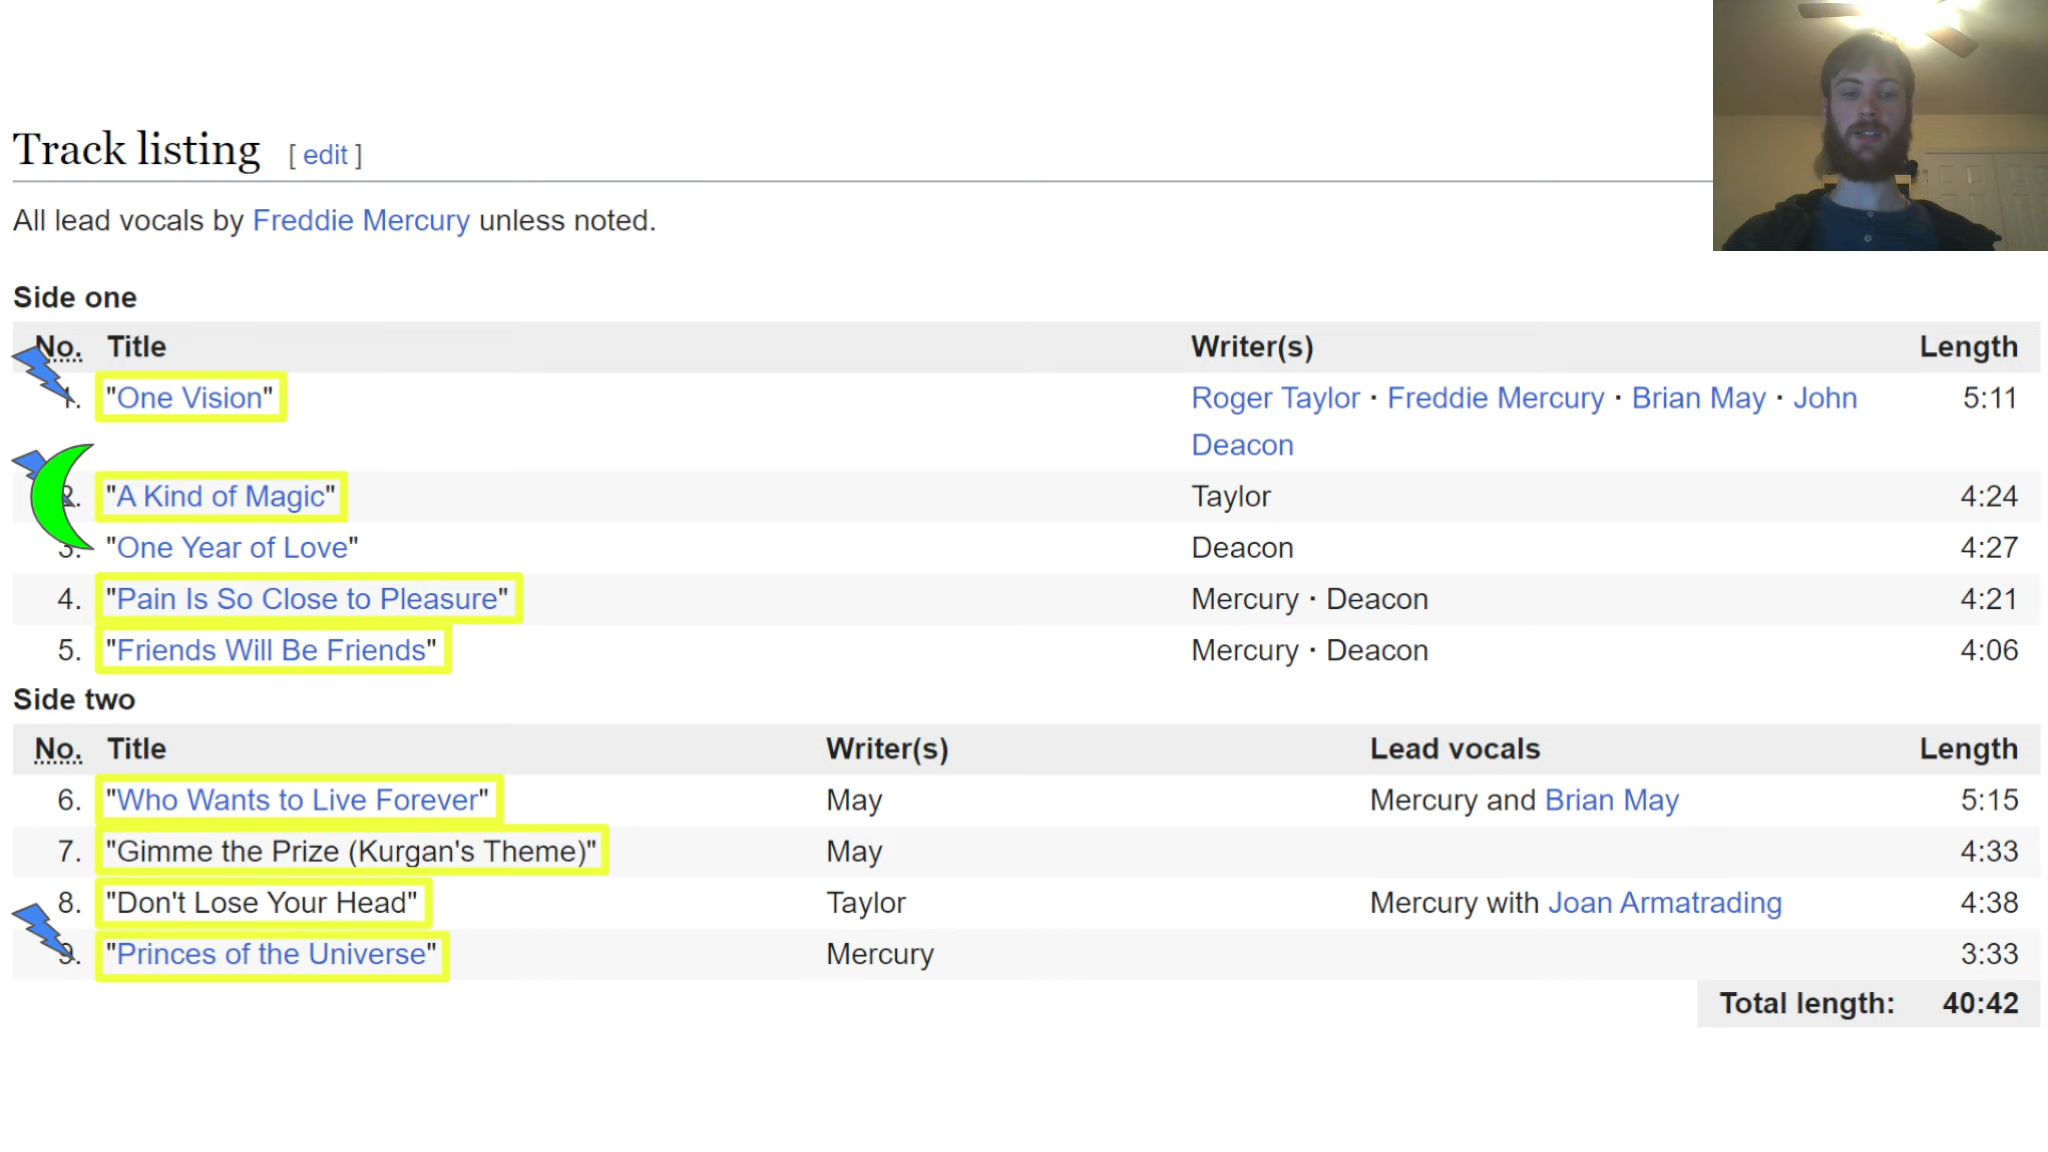 Track listing [ edit ]
All lead vocals by Freddie Mercury unless noted.
Side one
No. Title Writer(s) Length
1. "One Vision" Roger Taylor · Freddie Mercury · Brian May · John 5:11
Deacon
2. "A Kind of Magic" Taylor 4:24
3. "One Year of Love" Deacon 4:27
4. "Pain Is So Close to Pleasure" Mercury · Deacon 4:21
5. "Friends Will Be Friends" Mercury · Deacon 4:06
Side two
No. Title Writer(s) Lead vocals Length
6. "Who Wants to Live Forever" May Mercury and Brian May 5:15
7. "Gimme the Prize (Kurgan's Theme)" May 4:33
8. "Don't Lose Your Head" Taylor Mercury with Joan Armatrading 4:38
9. "Princes of the Universe" Mercury 3:33
Total length: 40:42